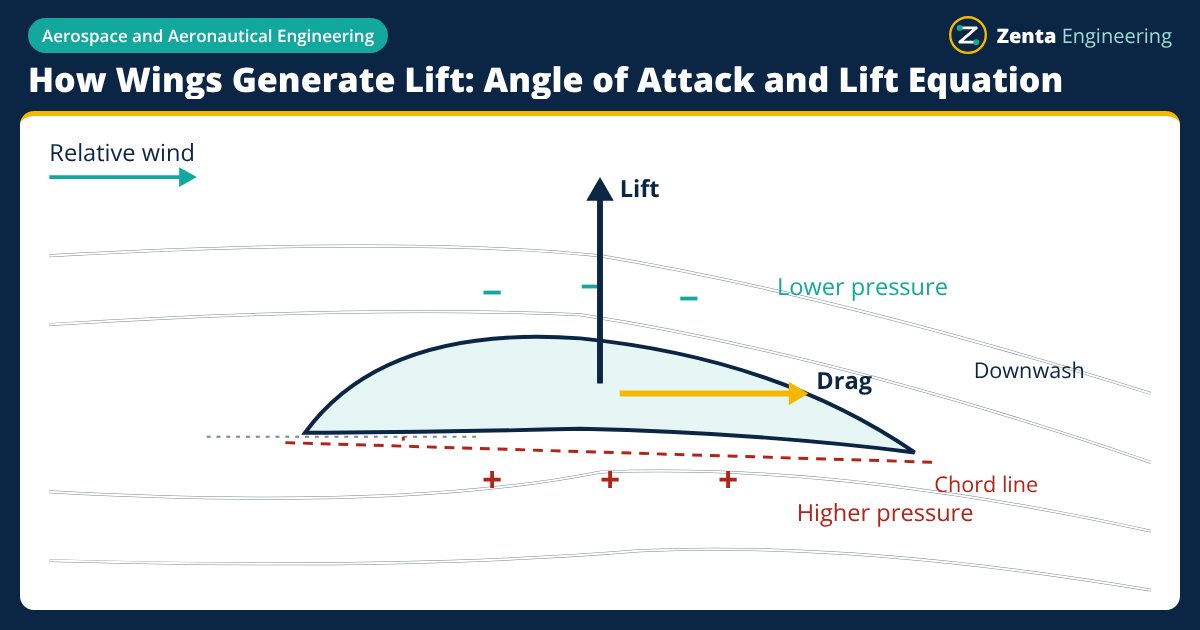 Aerospace and Aeronautical Engineering
Zenta Engineering
How Wings Generate Lift: Angle of Attack and Lift Equation
Relative wind
Lift
Lower pressure
Downwash
Drag
Chord line
Higher pressure